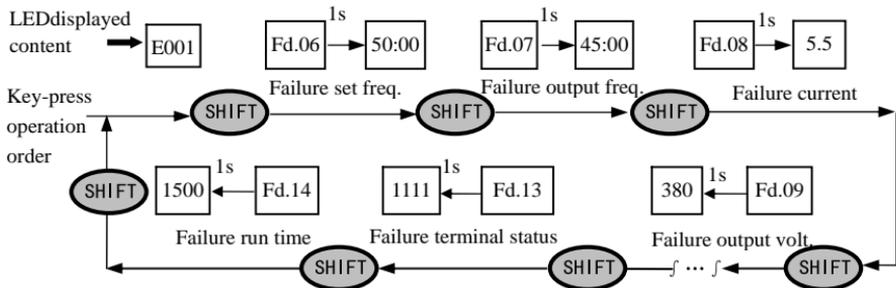 LEDdisplayed
content
E001
Fd.06
1s
50:00
Fd.07
1s
45:00
Fd.08
1s
5.5
Key-press
operation
order
SHIFT
Failure set freq.
SHIFT
Failure output freq.
SHIFT
Failure current
SHIFT
1500
1s
Fd.14
1111
1s
Fd.13
380
1s
Fd.09
Failure run time
Failure terminal status
Failure output volt.
SHIFT
SHIFT
∫ ··· ∫
SHIFT